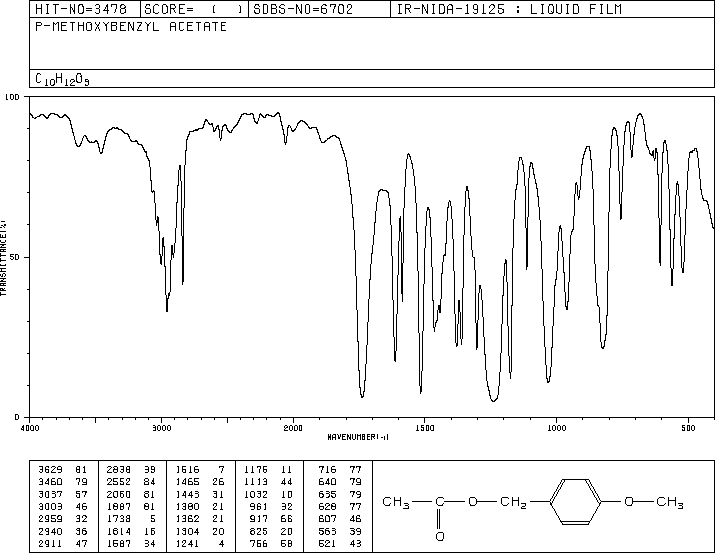 HIT-NO=3478 SCORE= ( ) SDBS-NO=6702 IR-NIDA-19125 : LIQUID FILM
P-METHOXYBENZYL ACETATE
C10H12O3
100
50
0
TRANSMITTANCE(%)
4000 3000 2000 1500 1000 500
WAVENUMBER(-1)
3629 81 2838 39 1516 7 1176 11 716 77
3460 79 2552 84 1465 26 1113 44 640 79
3037 57 2060 81 1443 31 1032 10 635 79
3003 46 1887 81 1380 21 961 32 628 77
2959 32 1738 5 1362 21 917 66 607 46
2940 36 1614 16 1304 20 825 20 563 39
2911 47 1587 34 1241 4 756 58 521 43
CH3 C O CH2 O CH3
O